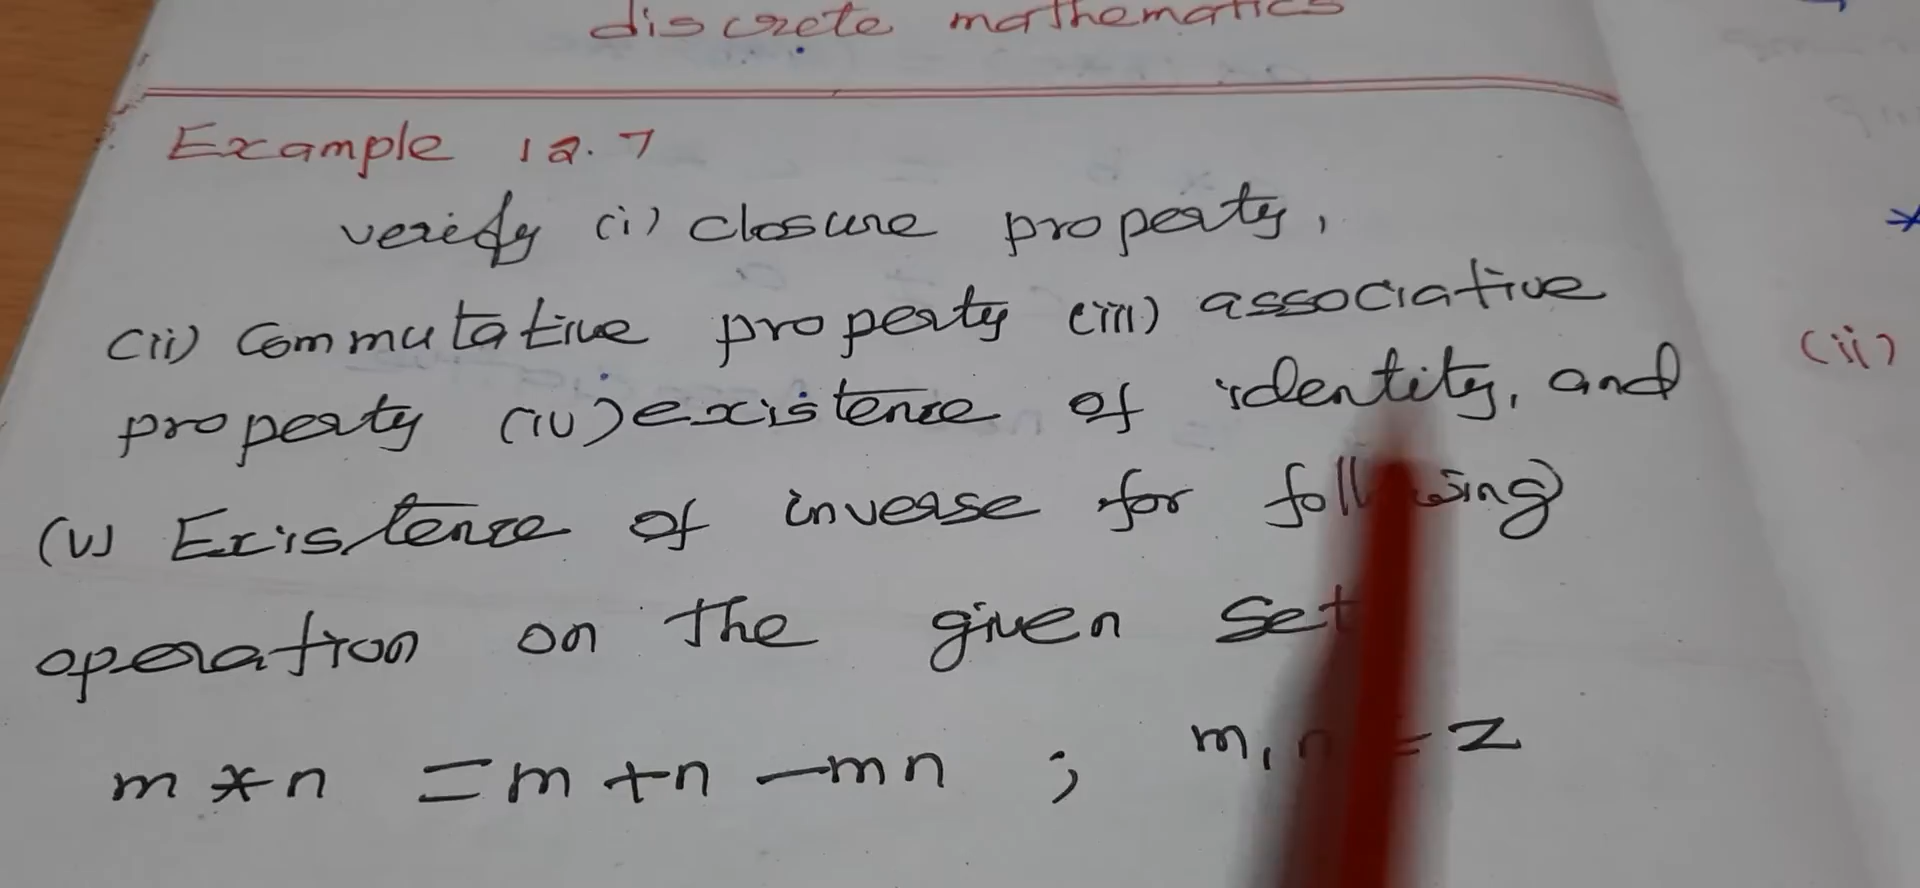 discrete mathematics
Example 12.7
verify (i) closure property,
(ii) commutative property (iii) associative
property (iv) existence of identity, and
(v) Existence of inverse for following
operation on the given set
m * n = m + n - mn ; m, n Z
(ii)